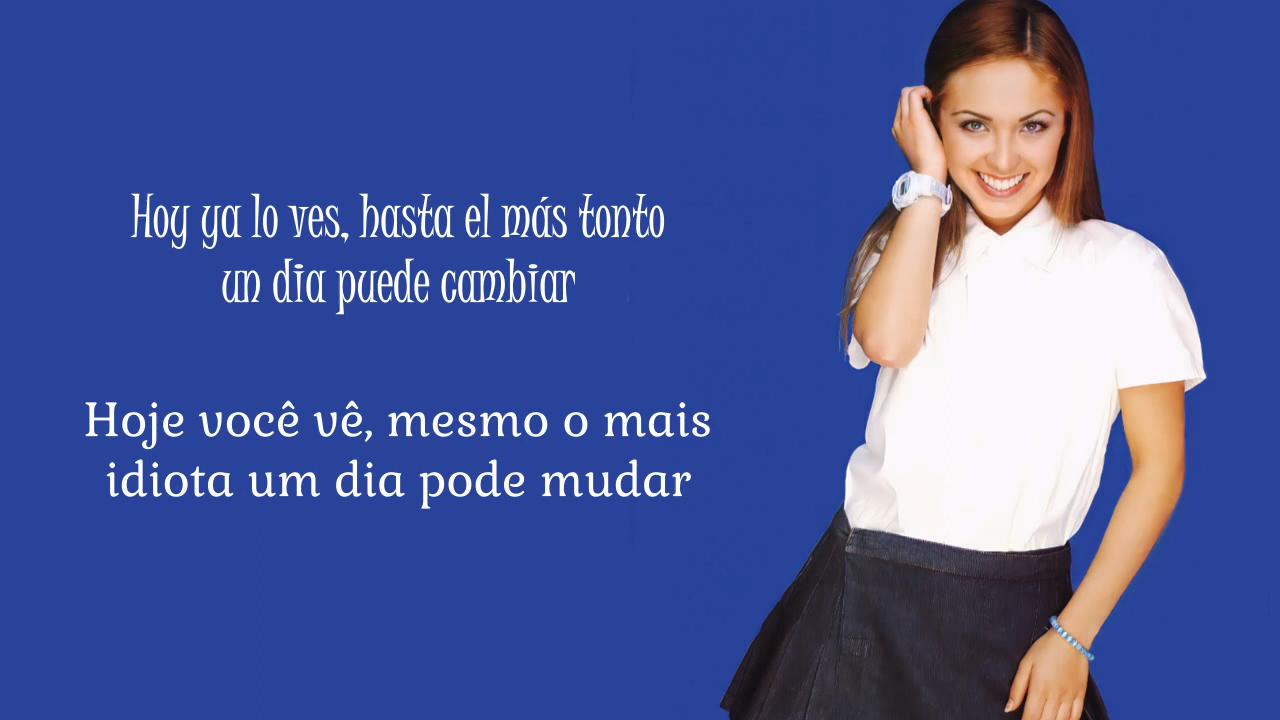 Hoy ya lo ves, hasta el más tonto
un dia puede cambiar
Hoje você vê, mesmo o mais
idiota um dia pode mudar